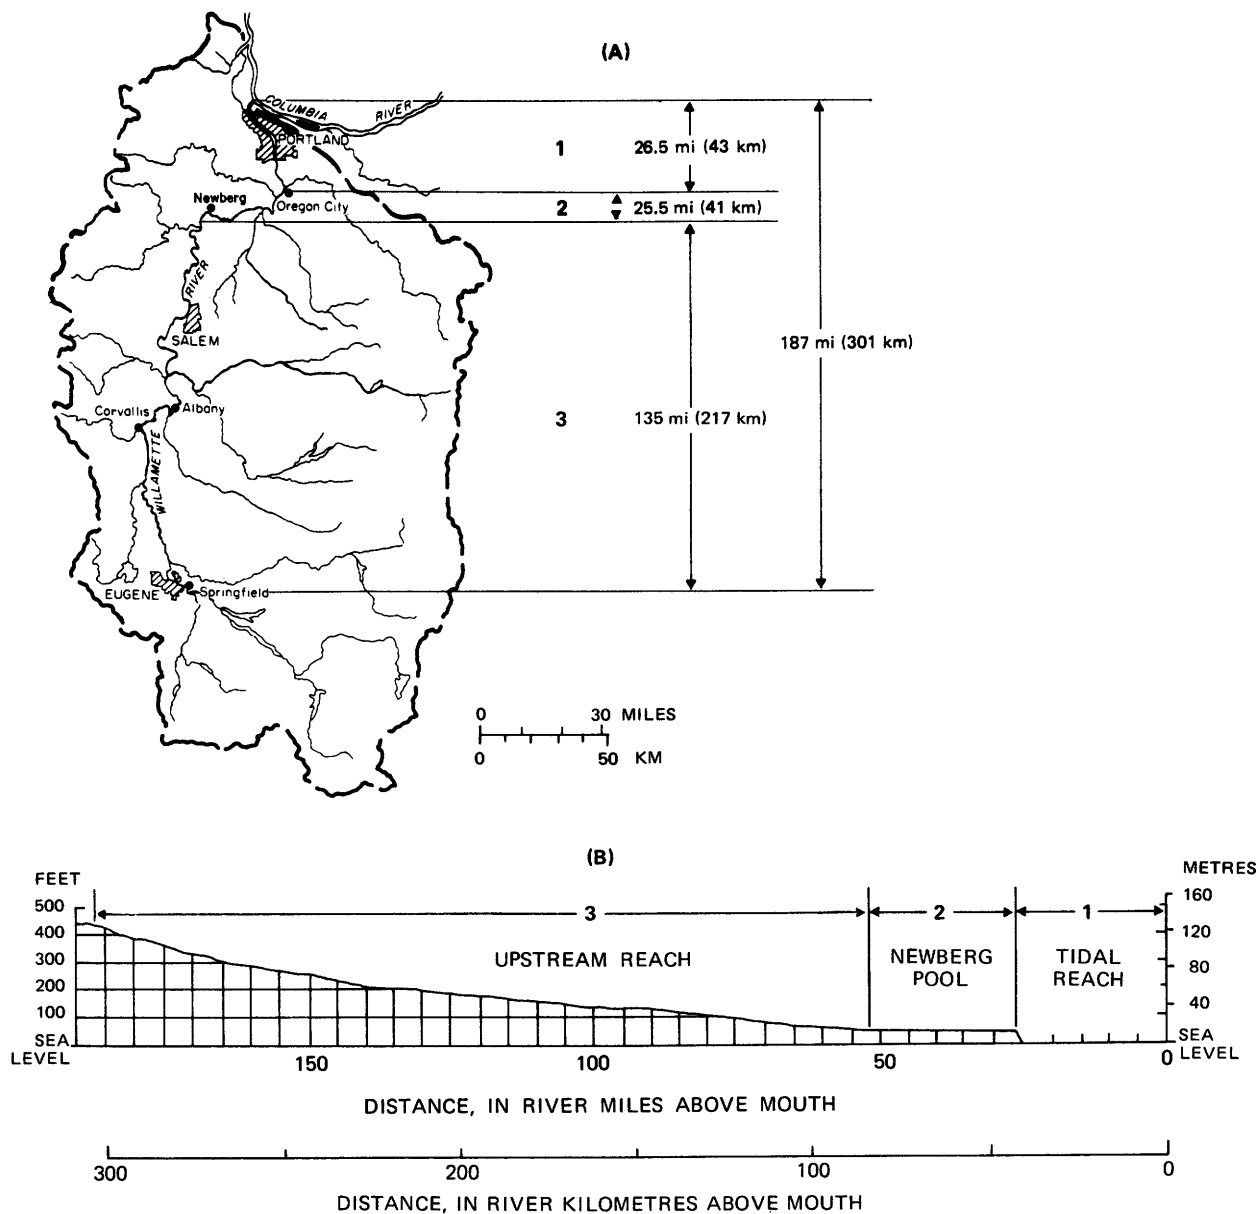 (A)
COLUMBIA
RIVER
PORTLAND
1
26.5 mi (43 km)
Newberg
Oregon City
2
25.5 mi (41 km)
RIVER
SALEM
187 mi (301 km)
Corvallis
Albany
3
135 mi (217 km)
WILLAMETTE
EUGENE
Springfield
0 30 MILES
0 50 KM
(B)
FEET
METRES
500
400
300
200
100
SEA
LEVEL
3
2
1
UPSTREAM REACH
NEWBERG
POOL
TIDAL
REACH
160
120
80
40
SEA
LEVEL
150 100 50 0
DISTANCE, IN RIVER MILES ABOVE MOUTH
300 200 100 0
DISTANCE, IN RIVER KILOMETRES ABOVE MOUTH